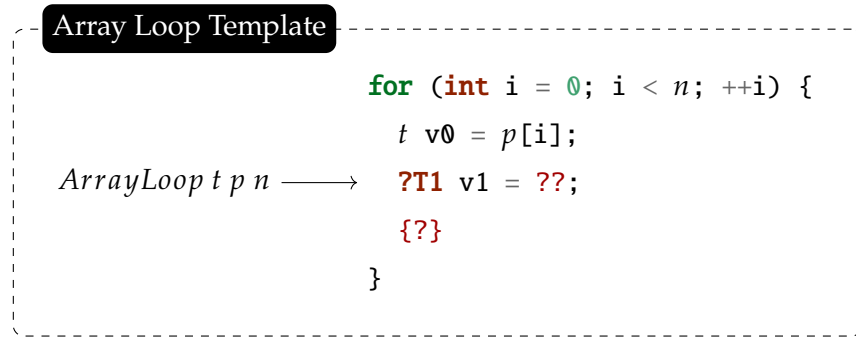 Array Loop Template
for (int i = 0; i < n; ++i) {
t v0 = p[i];
ArrayLoop t p n ⟶ ?T1 v1 = ??;
{?}
}